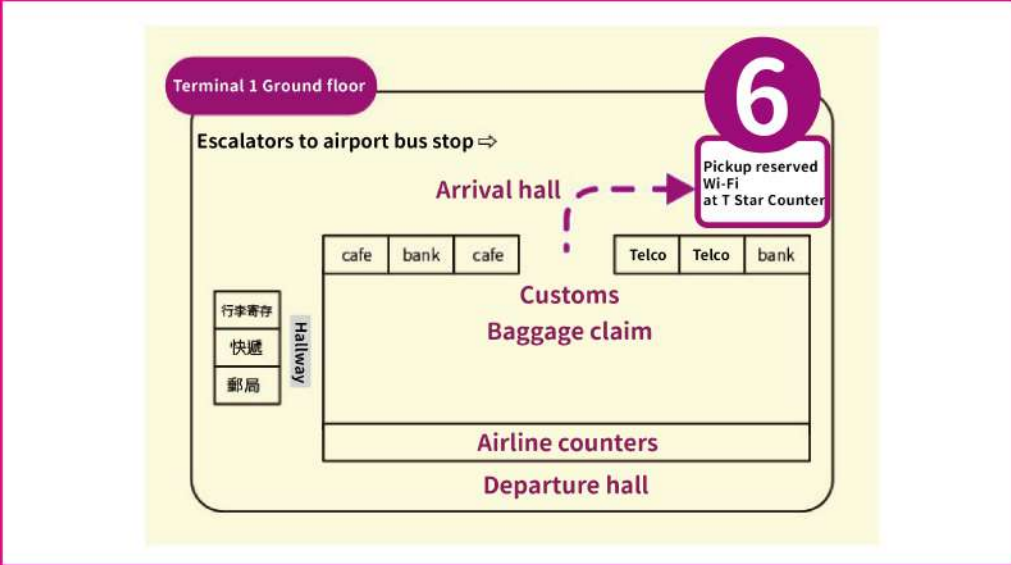 Terminal 1 Ground floor
6
Escalators to airport bus stop ⇨
Pickup reserved
Wi-Fi
at T Star Counter
Arrival hall
cafe
bank
cafe
Telco
Telco
bank
Customs
Baggage claim
行李寄存
快遞
郵局
Hallway
Airline counters
Departure hall